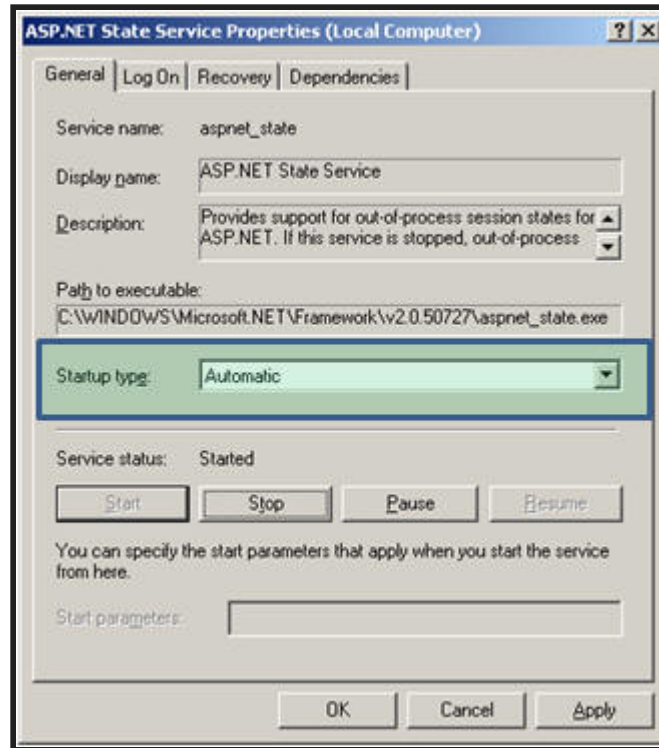 ASP.NET State Service Properties (Local Computer)
General Log On Recovery Dependencies
Service name: aspnet_state
Display name: ASP.NET State Service
Description: Provides support for out-of-process session states for
ASP.NET. If this service is stopped, out-of-process
Path to executable:
C:\WINDOWS\Microsoft.NET\Framework\v2.0.50727\aspnet_state.exe
Startup type: Automatic
Service status: Started
Start Stop Pause Resume
You can specify the start parameters that apply when you start the service
from here.
Start parameters:
OK Cancel Apply